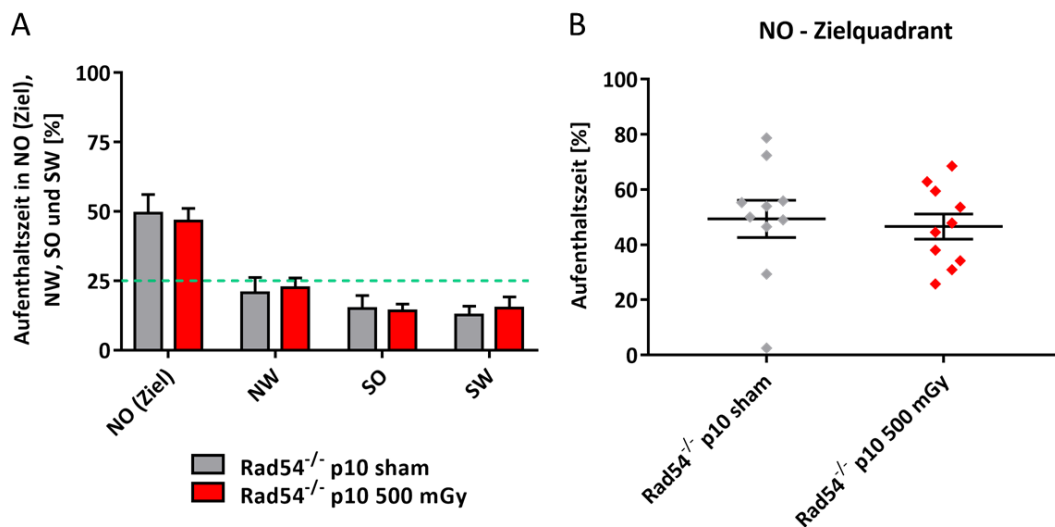 A
Aufenthaltszeit in NO (Ziel),
NW, SO und SW [%]
100
75
50
25
0
NO (Ziel)
NW
SO
SW
Rad54-/- p10 sham
Rad54-/- p10 500 mGy
B
NO - Zielquadrant
Aufenthaltszeit [%]
100
80
60
40
20
0
Rad54-/- p10 sham
Rad54-/- p10 500 mGy